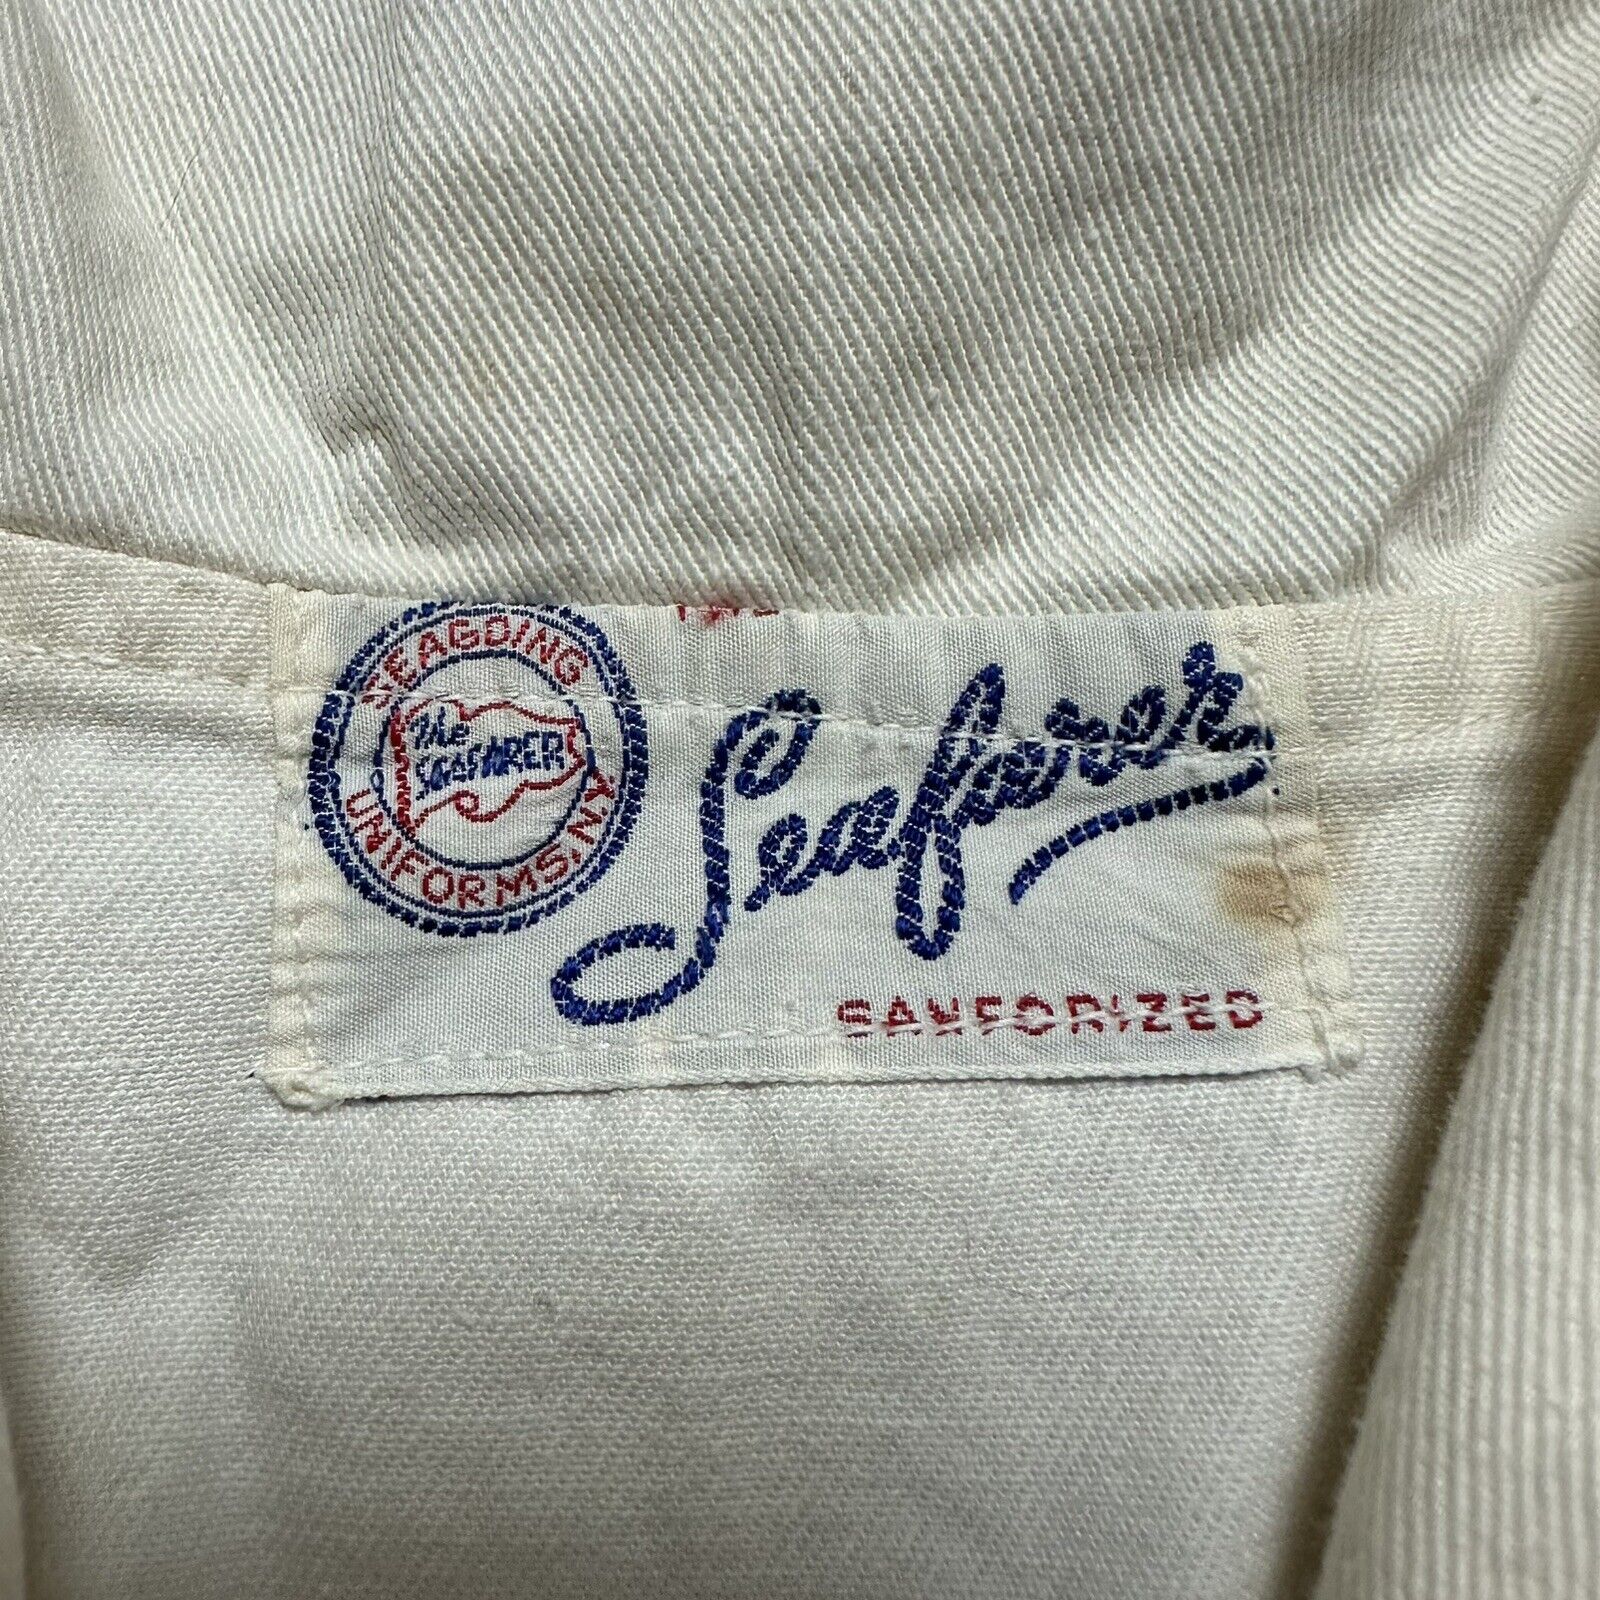 SEAGOING
The
SEAFARER
UNIFORMS, N.Y.
Seafarer
SANFORIZED